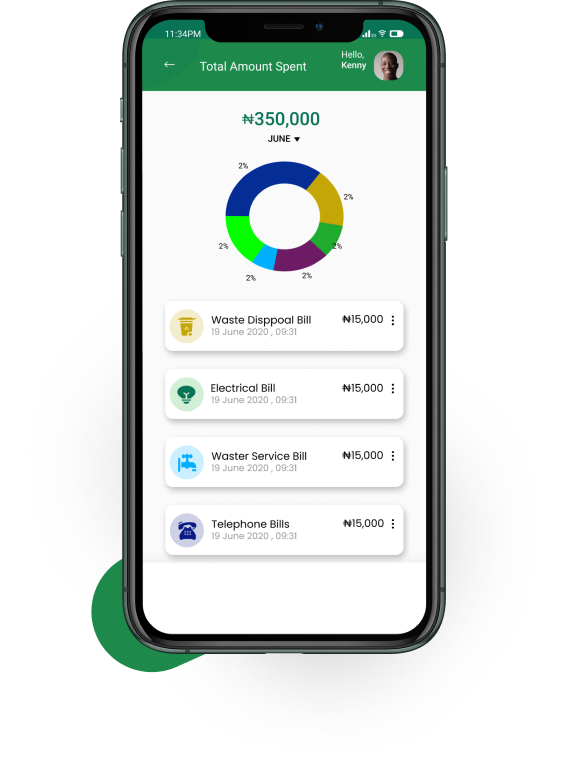 11:34PM
Hello,
Kenny
Total Amount Spent
₦350,000
JUNE
2%
2%
2%
2%
2%
2%
Waste Disppoal Bill
₦15,000
19 June 2020 , 09:31
Electrical Bill
₦15,000
19 June 2020 , 09:31
Waster Service Bill
₦15,000
19 June 2020 , 09:31
Telephone Bills
₦15,000
19 June 2020 , 09:31